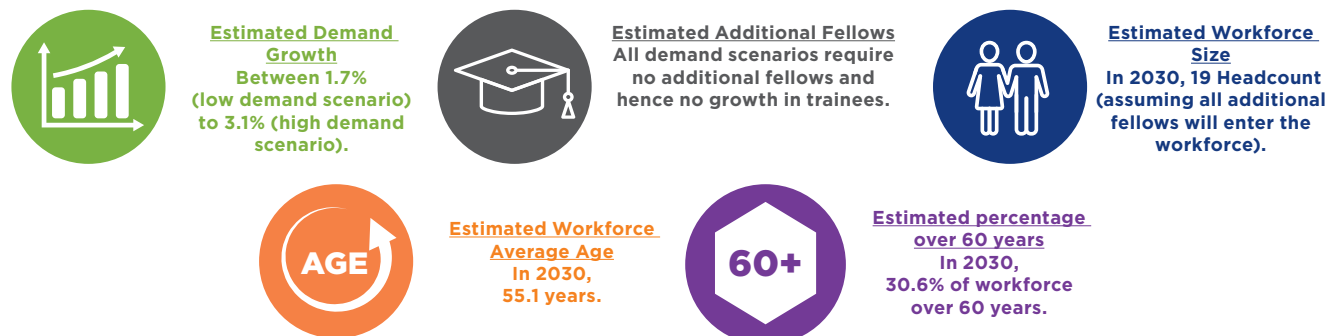 Estimated Demand
Growth
Between 1.7%
(low demand scenario)
to 3.1% (high demand
scenario).
Estimated Additional Fellows
All demand scenarios require
no additional fellows and
hence no growth in trainees.
Estimated Workforce
Size
In 2030, 19 Headcount
(assuming all additional
fellows will enter the
workforce).
AGE
Estimated Workforce
Average Age
In 2030,
55.1 years.
60+
Estimated percentage
over 60 years
In 2030,
30.6% of workforce
over 60 years.